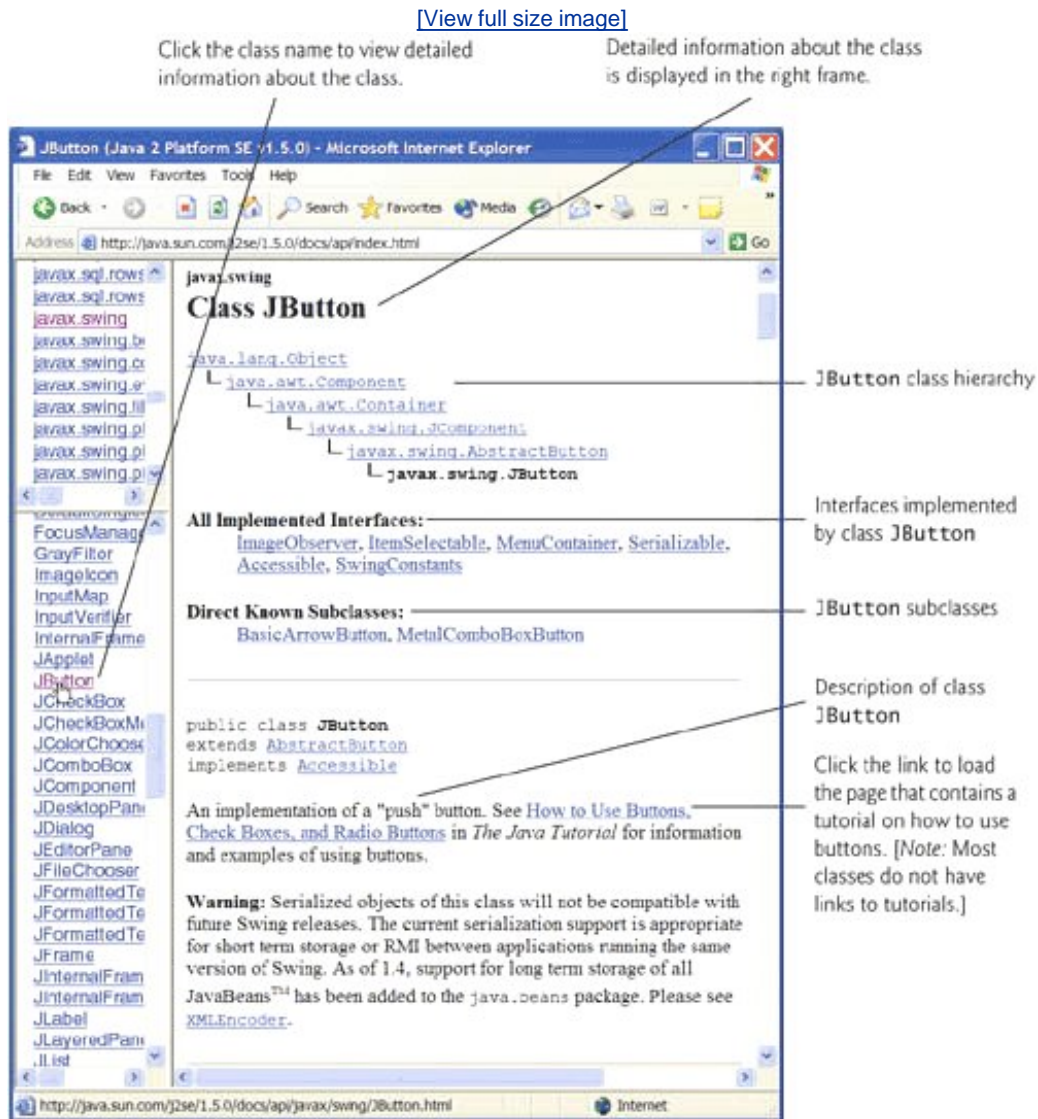 [View full size image]
Click the class name to view detailed
information about the class.
Detailed information about the class
is displayed in the right frame.
JButton (Java 2 Platform SE v1.5.0) - Microsoft Internet Explorer
File Edit View Favorites Tools Help
Back Search Favorites Media
Address http://java.sun.com/j2se/1.5.0/docs/api/index.html Go
javax.sql.rows
javax.sql.rows
javax.swing
javax.swing.b
javax.swing.c
javax.swing.e
javax.swing.fil
javax.swing.pl
javax.swing.pl
javax.swing.pl
FocusManage
GrayFilter
ImageIcon
InputMap
InputVerifier
InternalFrame
JApplet
JButton
JCheckBox
JCheckBoxMe
JColorChoose
JComboBox
JComponent
JDesktopPane
JDialog
JEditorPane
JFileChooser
JFormattedTe
JFormattedTe
JFormattedTe
JFrame
JInternalFram
JInternalFram
JLabel
JLayeredPane
JList
javax.swing
Class JButton
java.lang.Object
java.awt.Component
java.awt.Container
javax.swing.JComponent
javax.swing.AbstractButton
javax.swing.JButton
All Implemented Interfaces:
ImageObserver, ItemSelectable, MenuContainer, Serializable,
Accessible, SwingConstants
Direct Known Subclasses:
BasicArrowButton, MetalComboBoxButton
public class JButton
extends AbstractButton
implements Accessible
An implementation of a "push" button. See How to Use Buttons,
Check Boxes, and Radio Buttons in The Java Tutorial for information
and examples of using buttons.
Warning: Serialized objects of this class will not be compatible with
future Swing releases. The current serialization support is appropriate
for short term storage or RMI between applications running the same
version of Swing. As of 1.4, support for long term storage of all
JavaBeans™ has been added to the java.beans package. Please see
XMLEncoder.
JButton class hierarchy
Interfaces implemented
by class JButton
JButton subclasses
Description of class
JButton
Click the link to load
the page that contains a
tutorial on how to use
buttons. [Note: Most
classes do not have
links to tutorials.]
http://java.sun.com/j2se/1.5.0/docs/api/javax/swing/JButton.html Internet